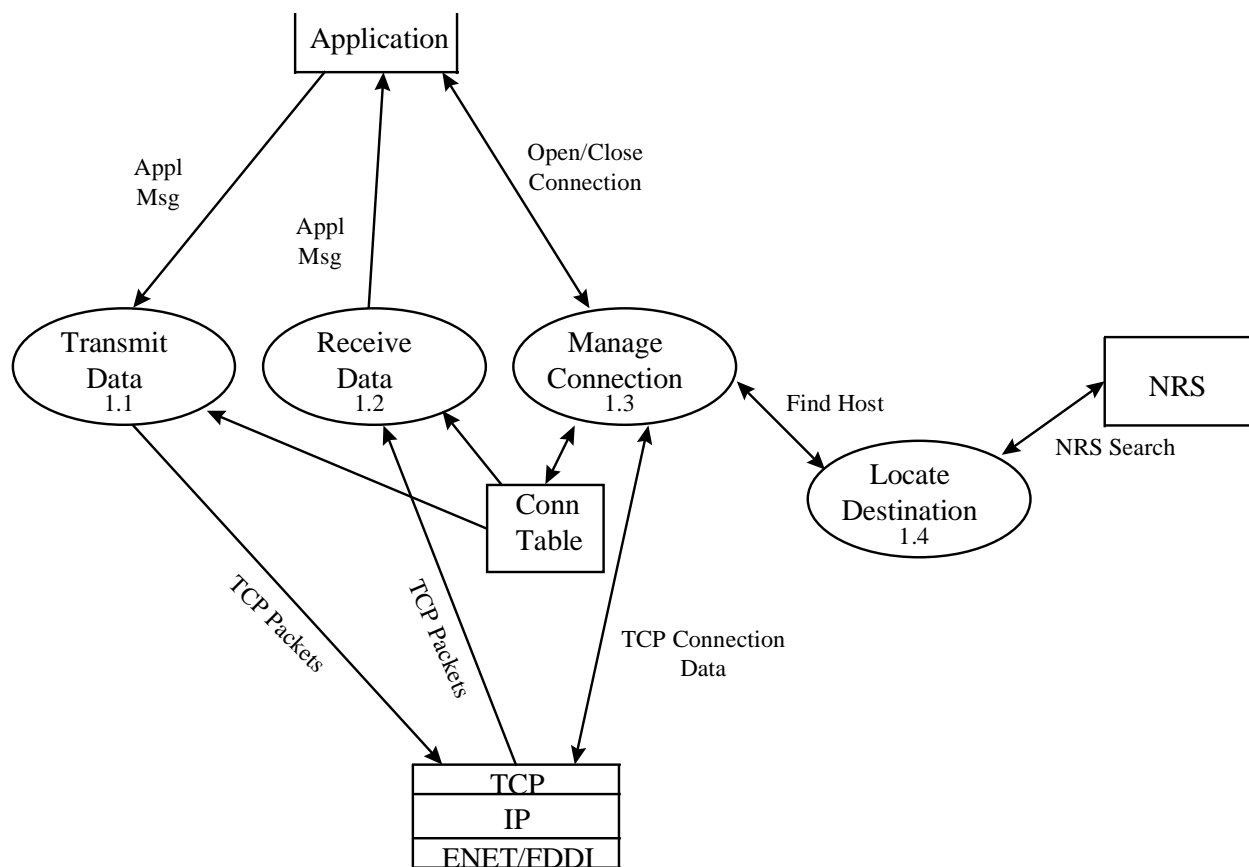 Application
Appl
Msg
Open/Close
Connection
Appl
Msg
Transmit
Data
1.1
Receive
Data
1.2
Manage
Connection
1.3
NRS
Find Host
NRS Search
Locate
Destination
1.4
Conn
Table
TCP Packets
TCP Packets
TCP Connection
Data
TCP
IP
ENET/FDDI